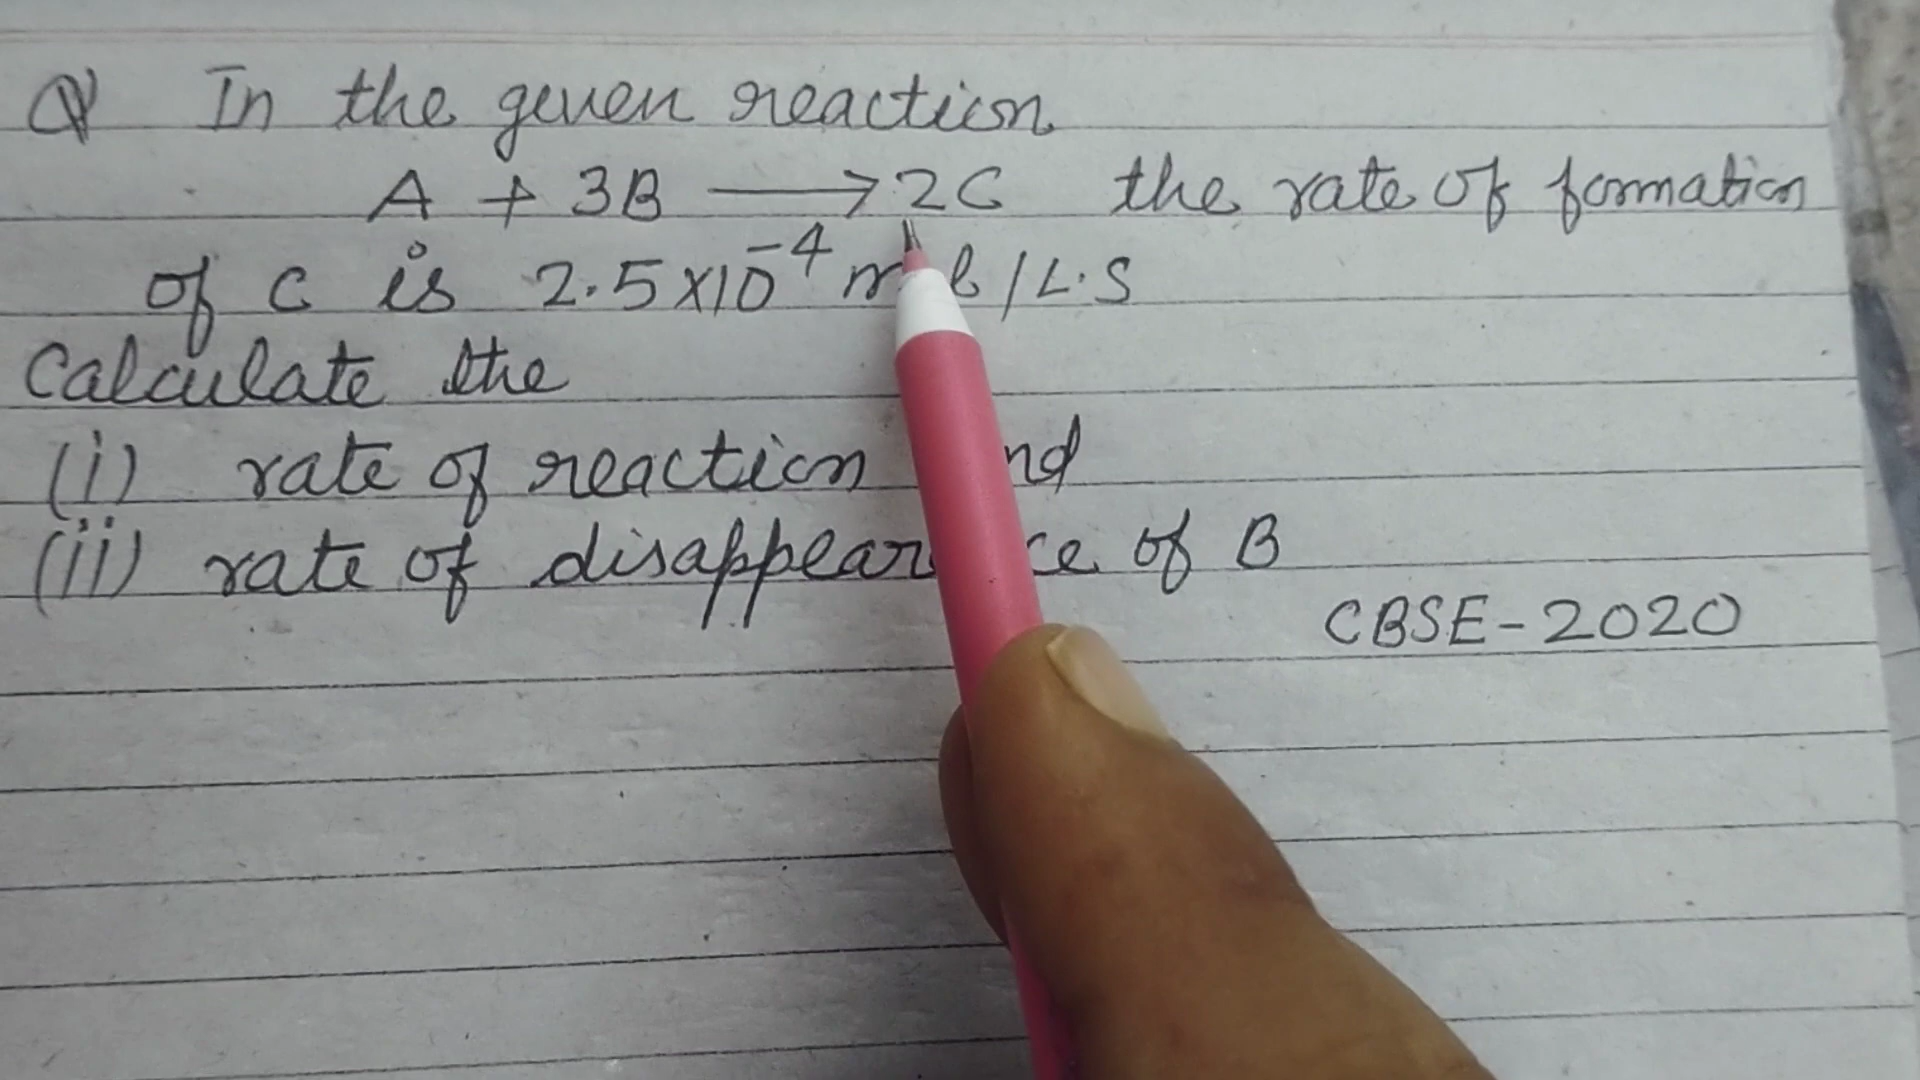 Q In the given reaction
A + 3B → 2C the rate of formation
of C is 2.5×10⁻⁴ /L.S
Calculate the
(i) rate of reaction
(ii) rate of of B
CBSE-2020